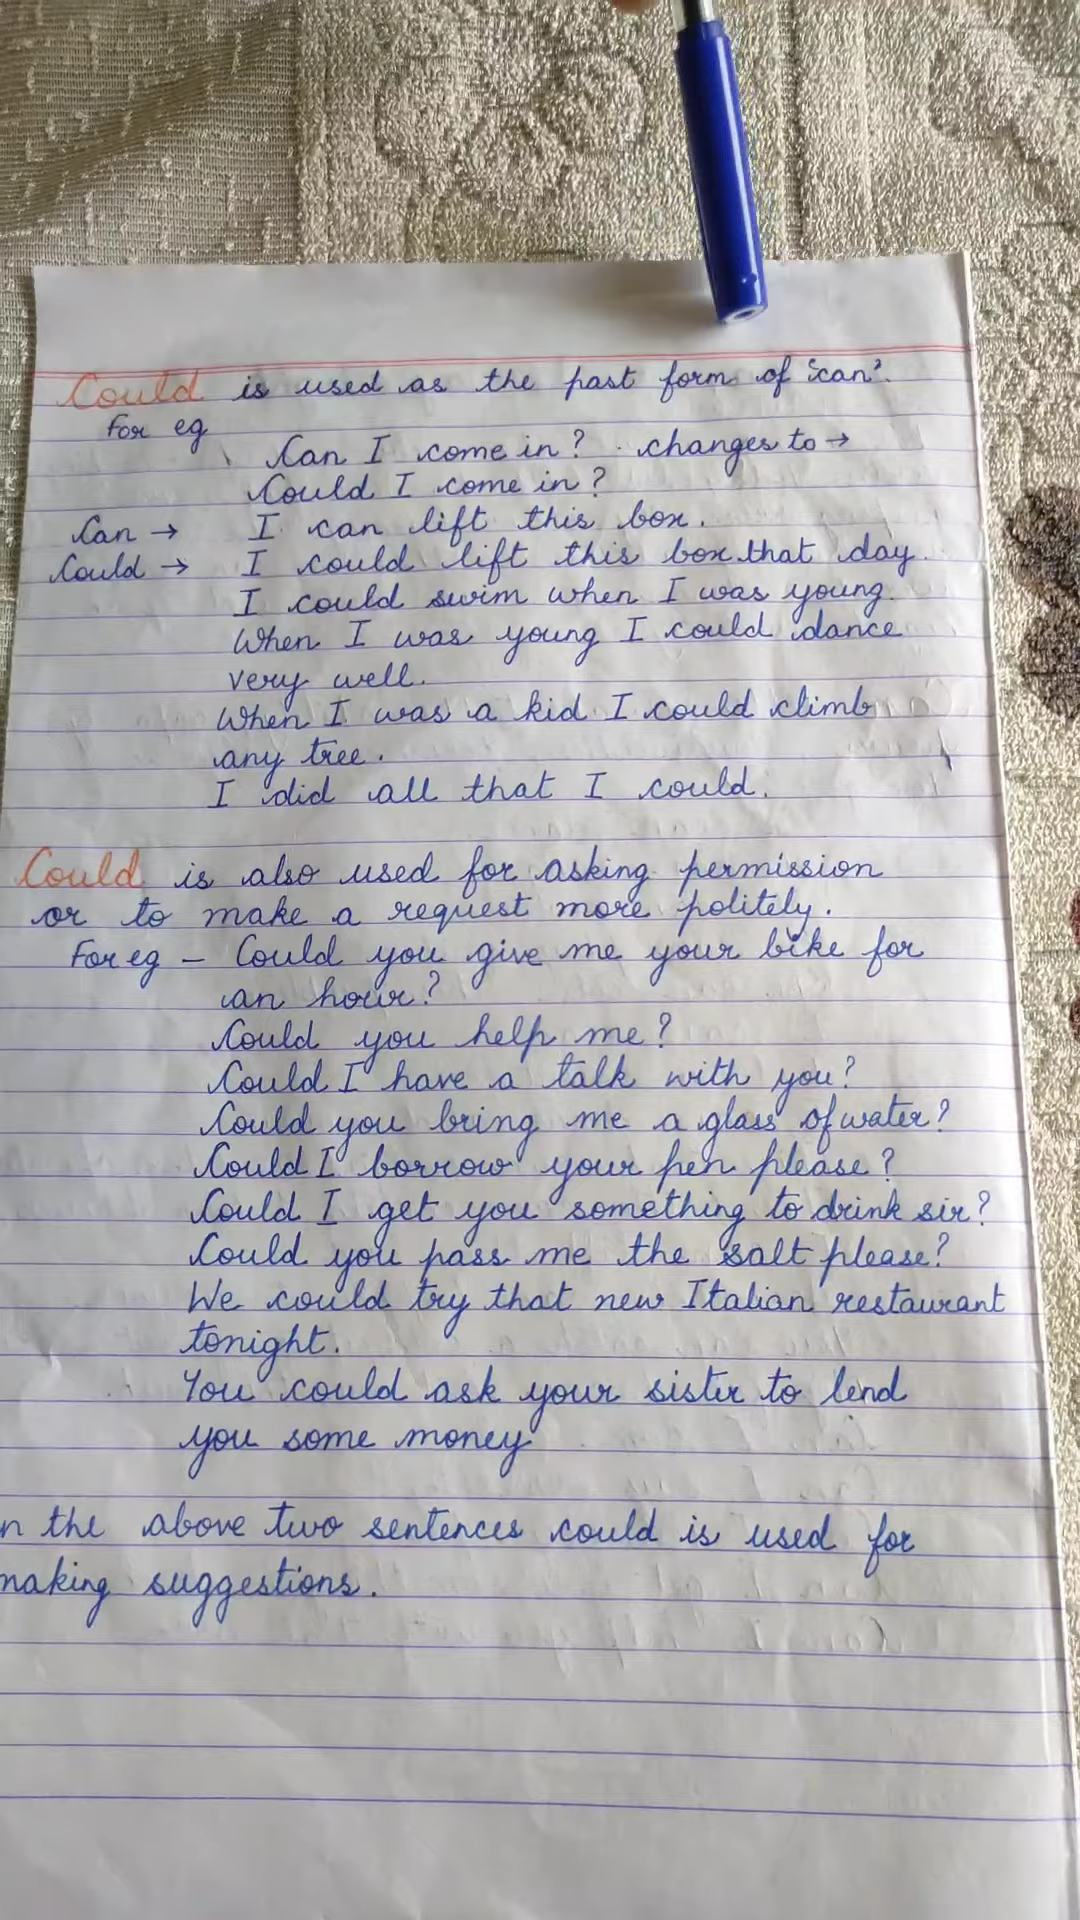 Could is used as the past form of 'can'.
For eg
Can I come in? changes to →
Could I come in?
Can → I can lift this box.
Could → I could lift this box that day.
I could swim when I was young.
When I was young I could dance
very well.
When I was a kid I could climb
any tree.
I did all that I could.
Could is also used for asking permission
or to make a request more politely.
For eg – Could you give me your bike for
an hour?
Could you help me?
Could I have a talk with you?
Could you bring me a glass of water?
Could I borrow your pen please?
Could I get you something to drink sir?
Could you pass me the salt please?
We could try that new Italian restaurant
tonight.
You could ask your sister to lend
you some money
n the above two sentences could is used for
making suggestions.